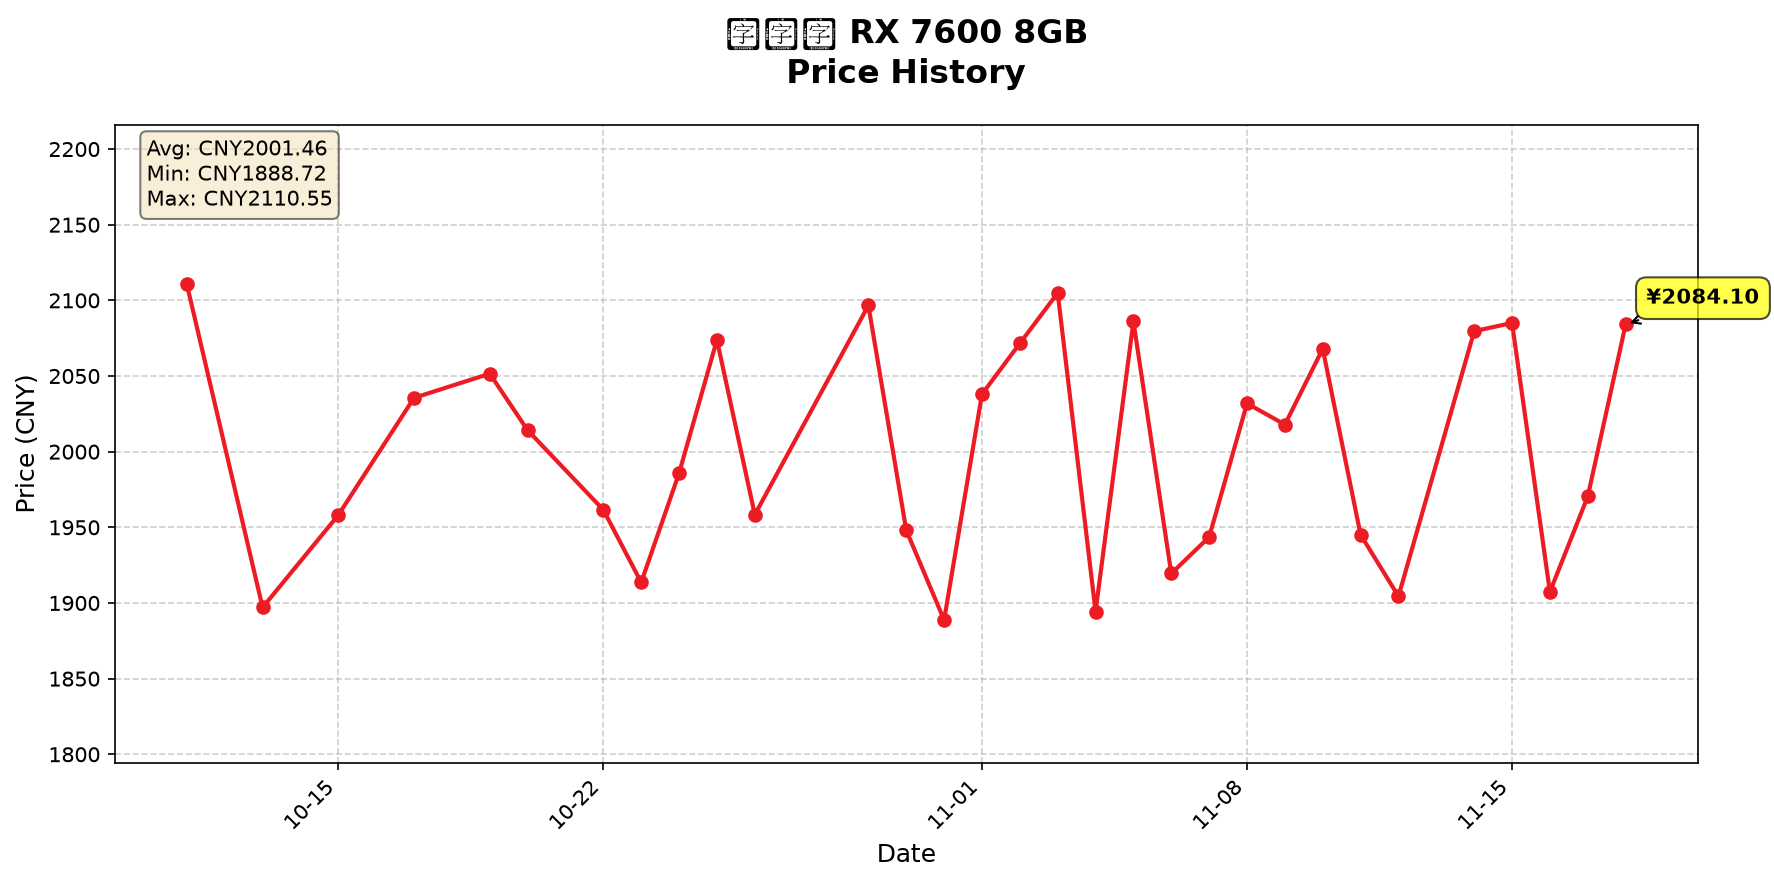 RX 7600 8GB
Price History
Avg: CNY2001.46
Min: CNY1888.72
Max: CNY2110.55
¥2084.10
Price (CNY)
2200
2150
2100
2050
2000
1950
1900
1850
1800
10-15
10-22
11-01
11-08
11-15
Date